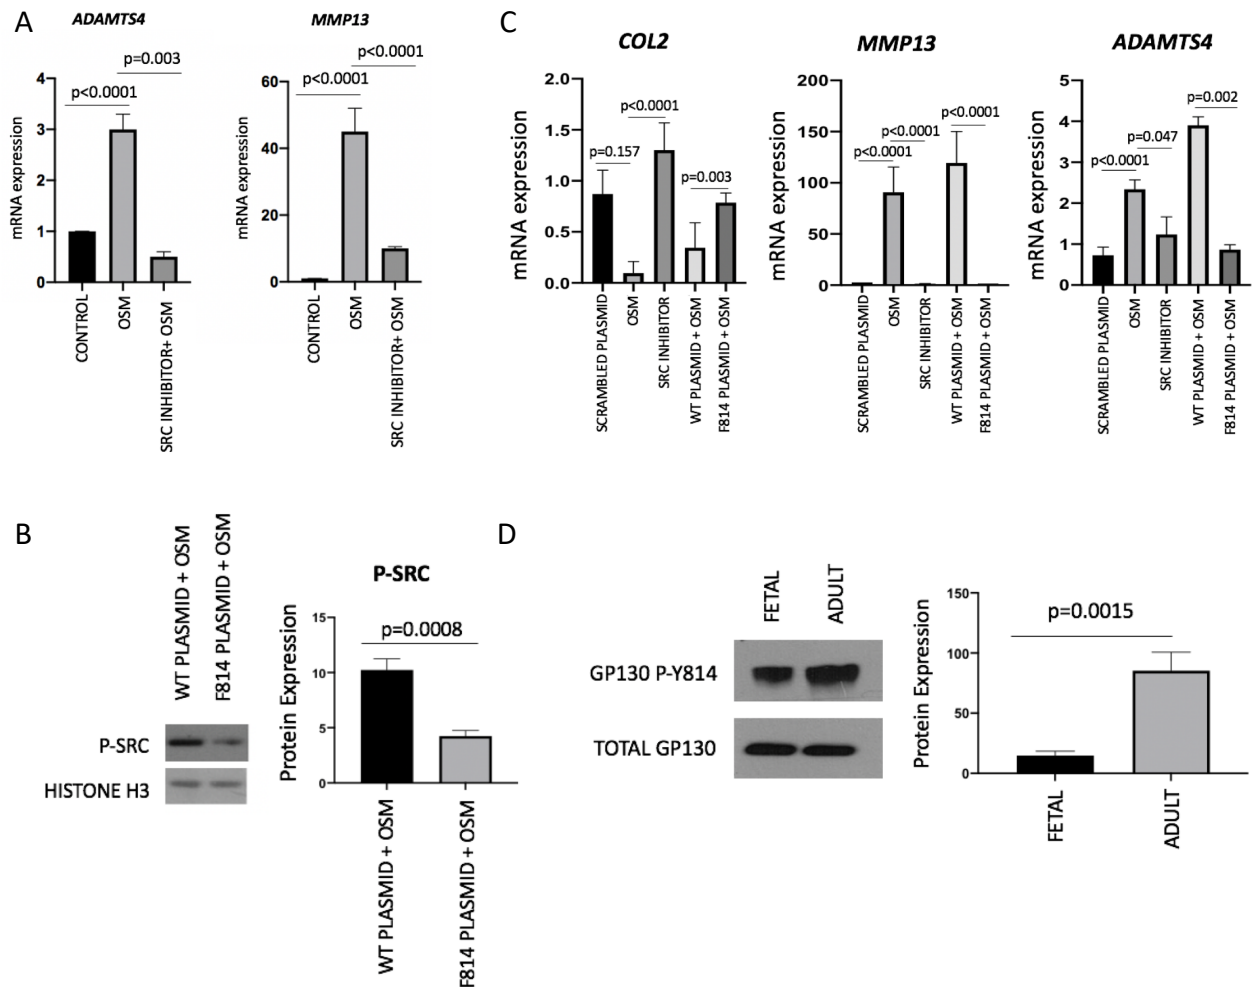 A
ADAMTS4
p=0.003
p<0.0001
mRNA expression
4
3
2
1
0
CONTROL
OSM
SRC INHIBITOR+ OSM
MMP13
p<0.0001
p<0.0001
mRNA expression
60
40
20
0
CONTROL
OSM
SRC INHIBITOR+ OSM
C
COL2
p<0.0001
p=0.157
p=0.003
mRNA expression
2.0
1.5
1.0
0.5
0.0
SCRAMBLED PLASMID
OSM
SRC INHIBITOR
WT PLASMID + OSM
F814 PLASMID + OSM
MMP13
p<0.0001
p<0.0001
p<0.0001
mRNA expression
200
150
100
50
0
SCRAMBLED PLASMID
OSM
SRC INHIBITOR
WT PLASMID + OSM
F814 PLASMID + OSM
ADAMTS4
p=0.002
p=0.047
p<0.0001
mRNA expression
5
4
3
2
1
0
SCRAMBLED PLASMID
OSM
SRC INHIBITOR
WT PLASMID + OSM
F814 PLASMID + OSM
B
WT PLASMID + OSM
F814 PLASMID + OSM
P-SRC
HISTONE H3
P-SRC
p=0.0008
Protein Expression
15
10
5
0
WT PLASMID + OSM
F814 PLASMID + OSM
D
FETAL
ADULT
GP130 P-Y814
TOTAL GP130
p=0.0015
Protein Expression
150
100
50
0
FETAL
ADULT